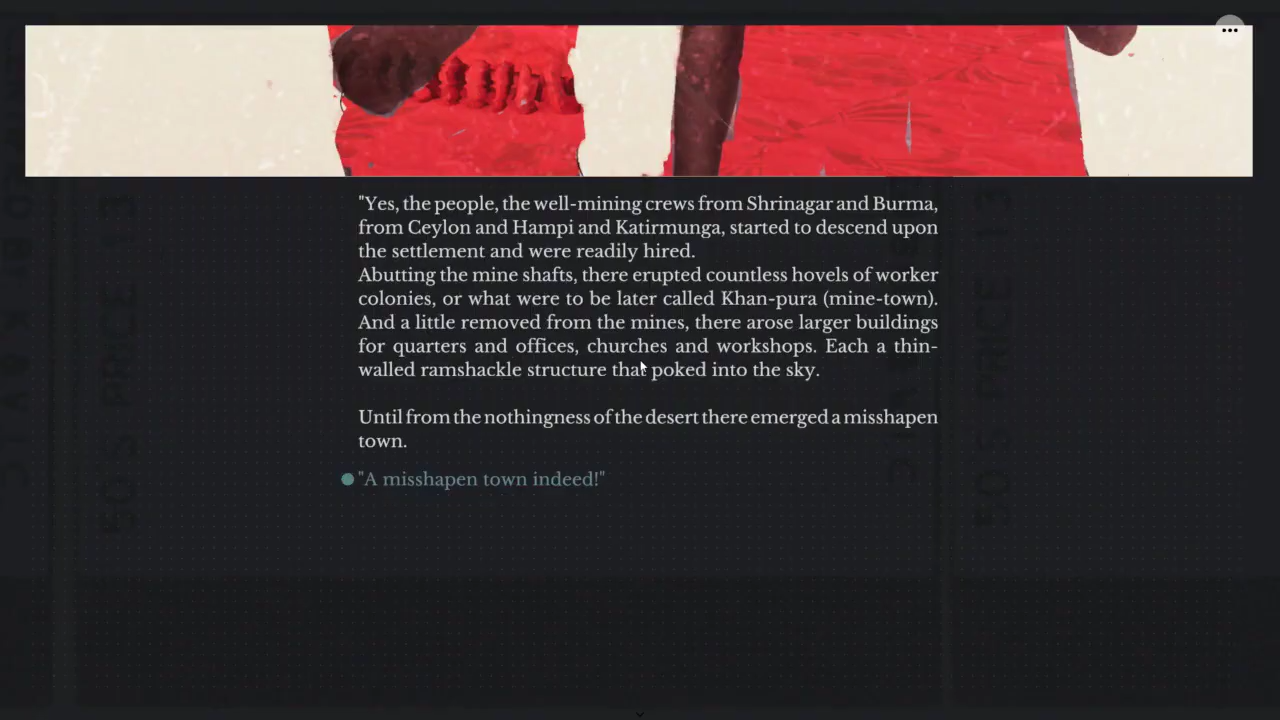 "Yes, the people, the well-mining crews from Shrinagar and Burma,
from Ceylon and Hampi and Katirmunga, started to descend upon
the settlement and were readily hired.
Abutting the mine shafts, there erupted countless hovels of worker
colonies, or what were to be later called Khan-pura (mine-town).
And a little removed from the mines, there arose larger buildings
for quarters and offices, churches and workshops. Each a thin-
walled ramshackle structure that poked into the sky.
Until from the nothingness of the desert there emerged a misshapen
town.
"A misshapen town indeed!"